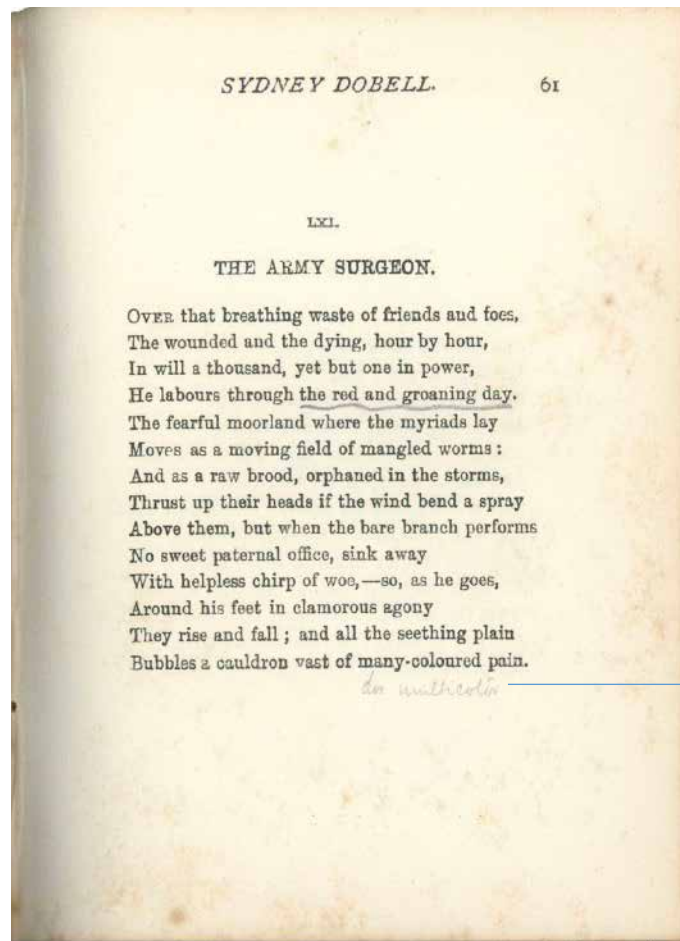 SYDNEY DOBELL. 61
LXI.
THE ARMY SURGEON.
OVER that breathing waste of friends and foes,
The wounded and the dying, hour by hour,
In will a thousand, yet but one in power,
He labours through the red and groaning day.
The fearful moorland where the myriads lay
Moves as a moving field of mangled worms :
And as a raw brood, orphaned in the storms,
Thrust up their heads if the wind bend a spray
Above them, but when the bare branch performs
No sweet paternal office, sink away
With helpless chirp of woe,—so, as he goes,
Around his feet in clamorous agony
They rise and fall ; and all the seething plain
Bubbles a cauldron vast of many-coloured pain.
dor multicolor